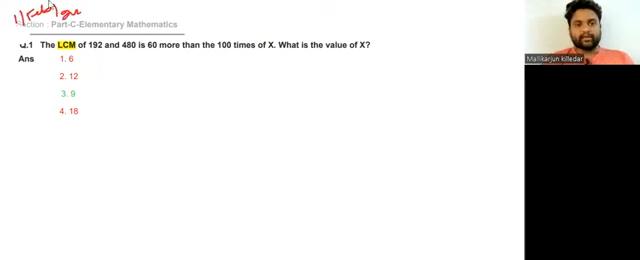 Section : Part-C-Elementary Mathematics
Q.1 The LCM of 192 and 480 is 60 more than the 100 times of X. What is the value of X?
Ans 1. 6
2. 12
3. 9
4. 18
Mallikarjun killedar